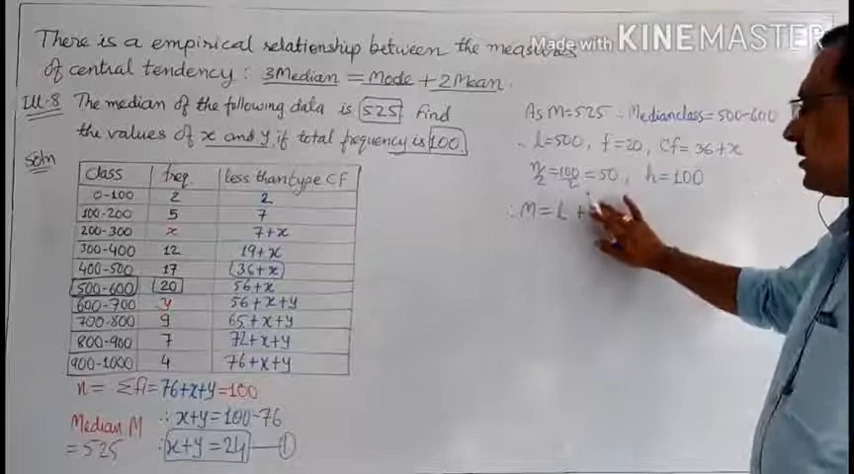 There is a empirical relationship between the measures
of central tendency : 3Median = Mode + 2Mean.
Made with KINEMASTER
Ill-8 The median of the following data is 525 Find
the values of x and y, if total frequency is 100
Soln
Class freq. less than type CF
0-100 2 2
100-200 5 7
200-300 x 7+x
300-400 12 19+x
400-500 17 36+x
500-600 20 56+x
600-700 y 56+x+y
700-800 9 65+x+y
800-900 7 72+x+y
900-1000 4 76+x+y
n = Σfi=76+x+y=100
Median M ∴ x+y=100-76
= 525 ∴ x+y=24 — ①
As M=525 ∴ Median class = 500-600
∴ l=500, f=20, Cf= 36+x
n/2 = 100/2 = 50, h=100
∴ M = l +